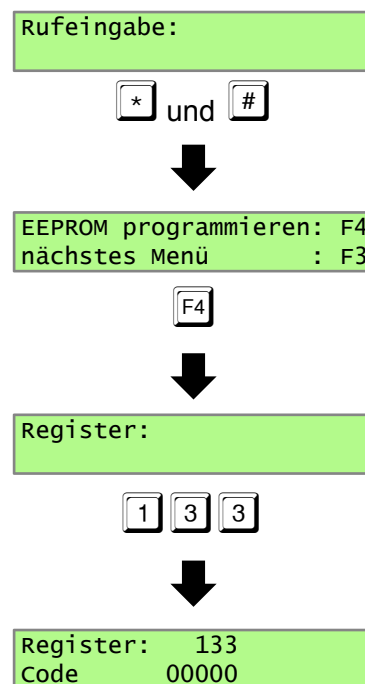 Rufeingabe:
* und #
EEPROM programmieren: F4
nächstes Menü : F3
F4
Register:
1 3 3
Register: 133
Code 00000